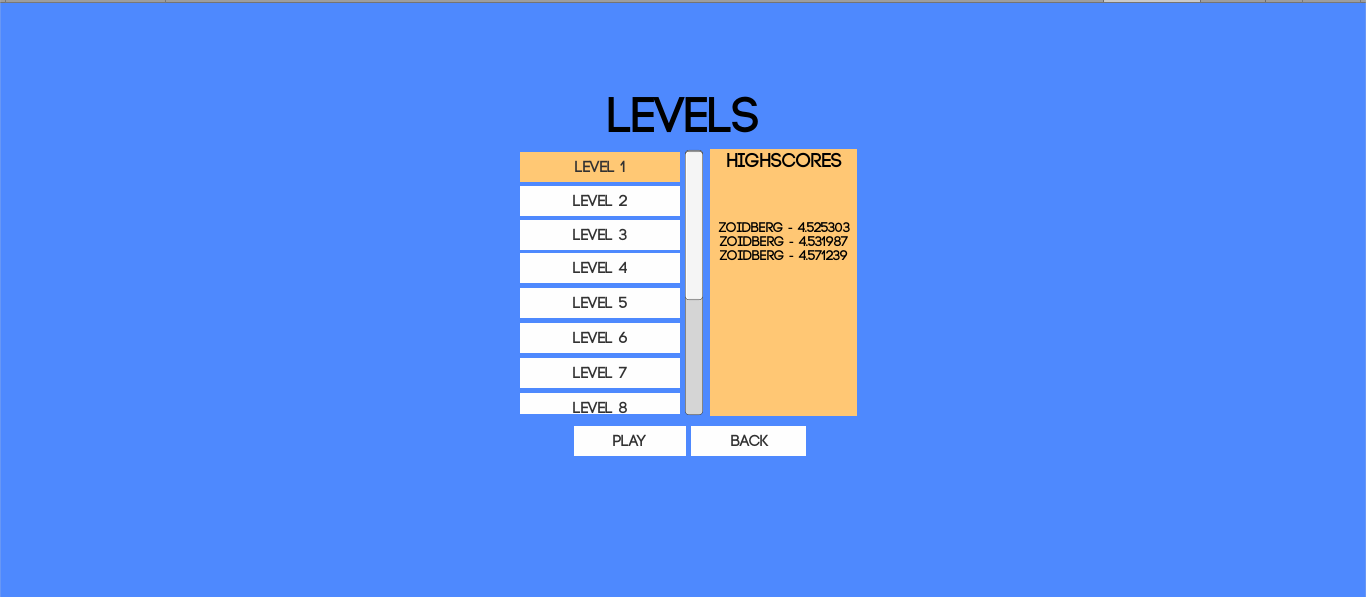 LEVELS
LEVEL 1
LEVEL 2
LEVEL 3
LEVEL 4
LEVEL 5
LEVEL 6
LEVEL 7
LEVEL 8
HIGHSCORES
ZOIDBERG - 4.525303
ZOIDBERG - 4.531987
ZOIDBERG - 4.571239
PLAY
BACK